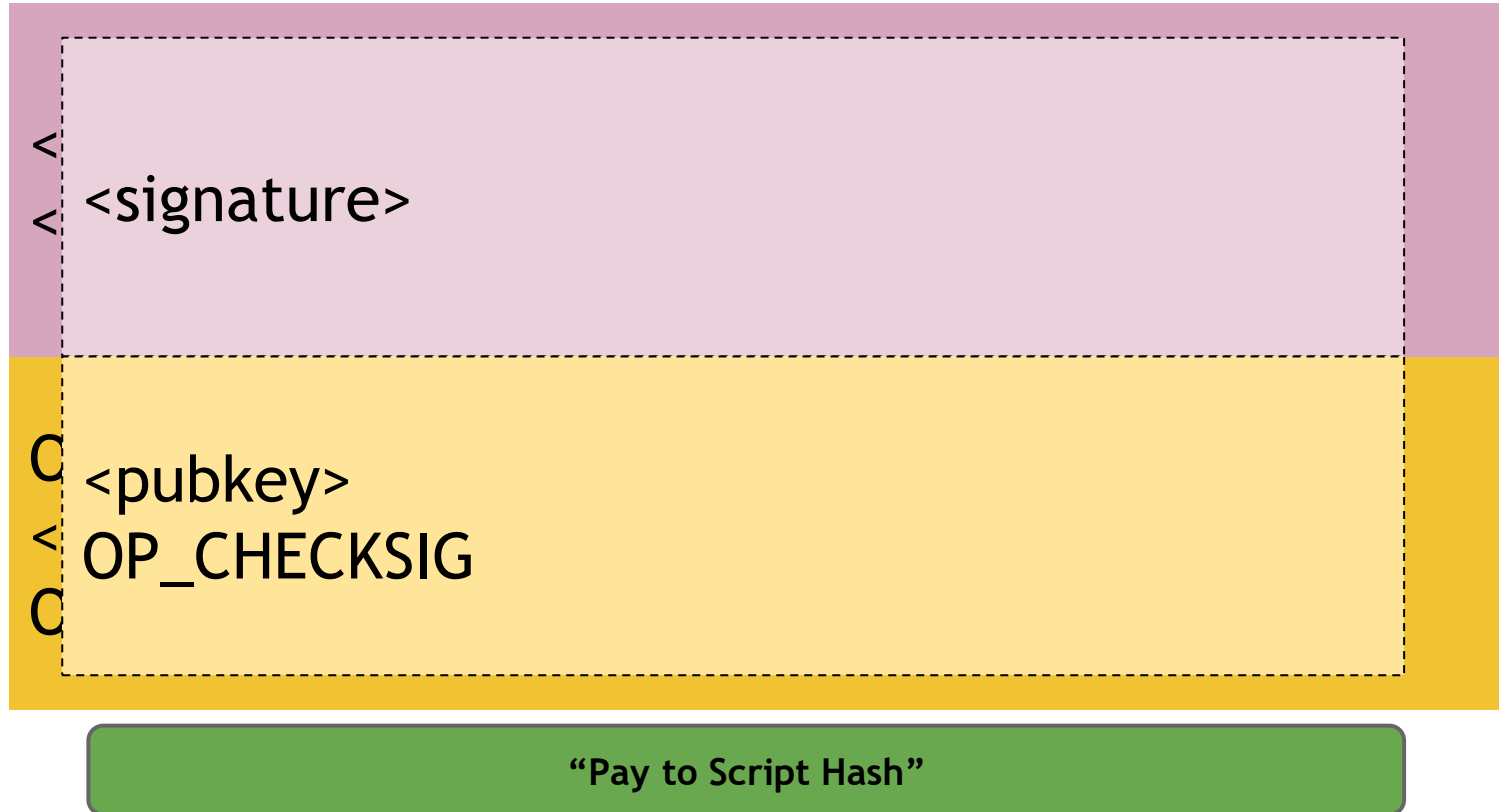 <
<
<signature>
O
<pubkey>
<
OP_CHECKSIG
O
“Pay to Script Hash”